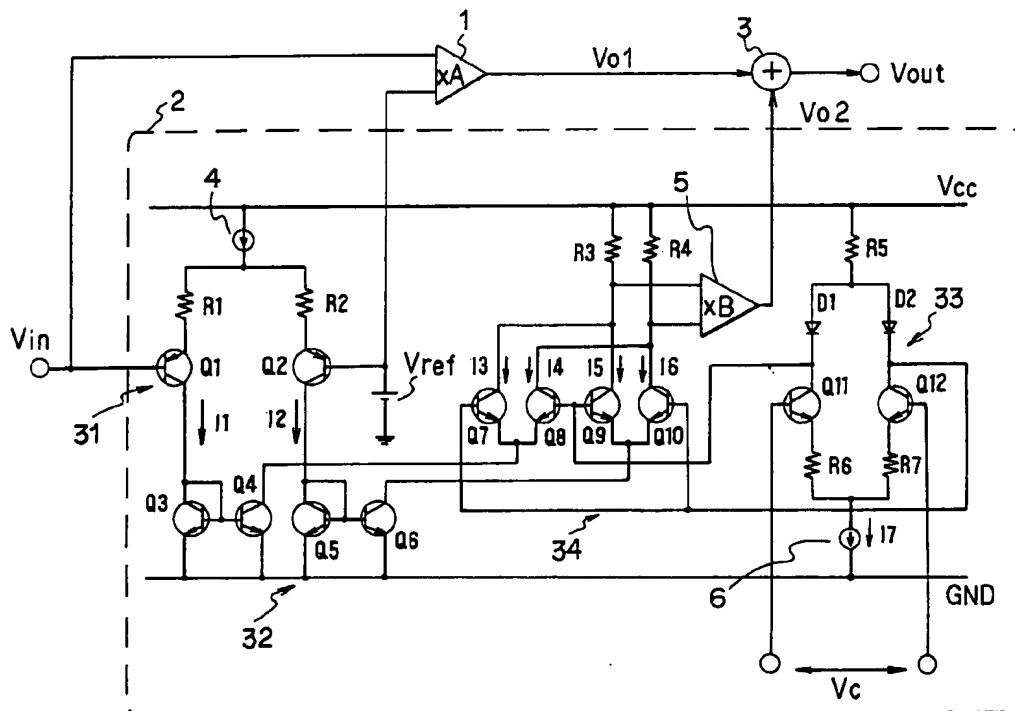 1
3
xA
Vo1
+
Vout
2
Vo2
4
5
Vcc
R3
R4
R5
R1
R2
xB
D1
D2
33
Vin
Q1
Q2
Vref
I3
I4
I5
I6
Q11
Q12
31
I1
I2
Q7
Q8
Q9
Q10
R6
R7
Q3
Q4
Q5
Q6
34
I7
6
GND
32
Vc